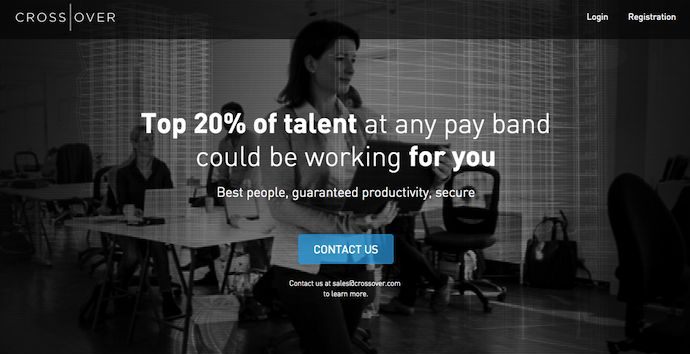 CROSS|OVER
Login Registration
Top 20% of talent at any pay band
could be working for you
Best people, guaranteed productivity, secure
CONTACT US
Contact us at sales@crossover.com
to learn more.